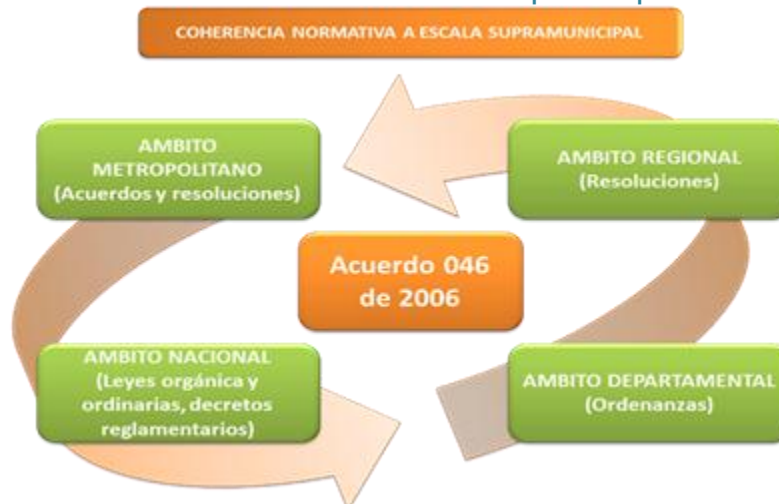 COHERENCIA NORMATIVA A ESCALA SUPRAMUNICIPAL
AMBITO
METROPOLITANO
(Acuerdos y resoluciones)
AMBITO REGIONAL
(Resoluciones)
Acuerdo 046
de 2006
AMBITO NACIONAL
(Leyes orgánica y
ordinarias, decretos
reglamentarios)
AMBITO DEPARTAMENTAL
(Ordenanzas)